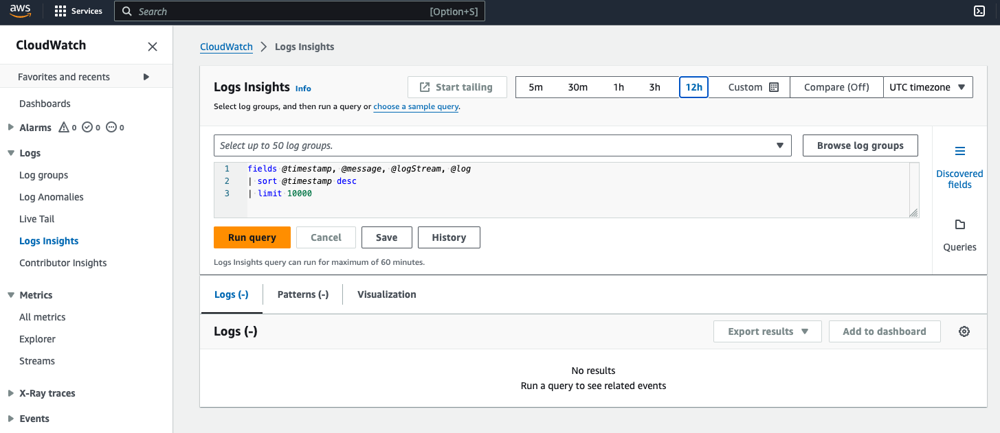 aws
Services
Search
[Option+S]
CloudWatch
Favorites and recents
Dashboards
Alarms 0 0 0
Logs
Log groups
Log Anomalies
Live Tail
Logs Insights
Contributor Insights
Metrics
All metrics
Explorer
Streams
X-Ray traces
Events
CloudWatch > Logs Insights
Logs Insights Info
Start tailing
5m 30m 1h 3h 12h Custom Compare (Off) UTC timezone
Select log groups, and then run a query or choose a sample query.
Select up to 50 log groups.
Browse log groups
1 fields @timestamp, @message, @logStream, @log
2 | sort @timestamp desc
3 | limit 10000
Run query Cancel Save History
Logs Insights query can run for maximum of 60 minutes.
Discovered
fields
Queries
Logs (-) Patterns (-) Visualization
Logs (-)
Export results
Add to dashboard
No results
Run a query to see related events